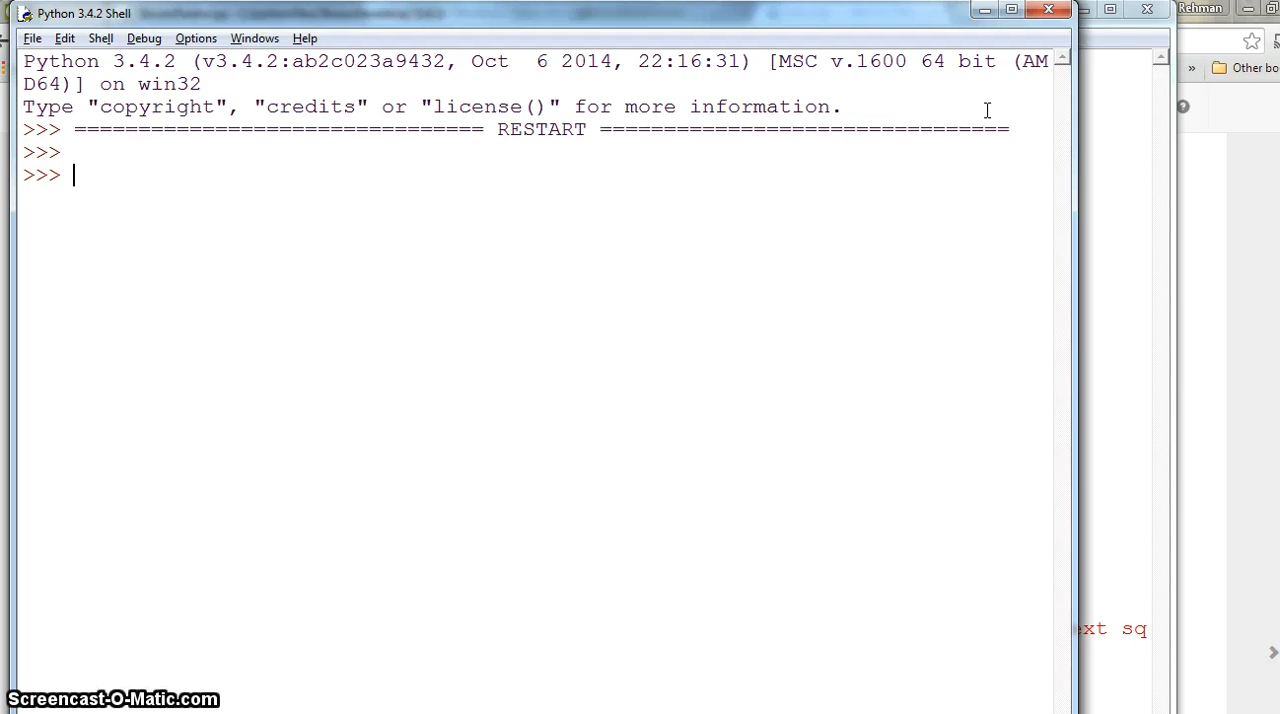 Python 3.4.2 Shell
Rehman
File Edit Shell Debug Options Windows Help
Python 3.4.2 (v3.4.2:ab2c023a9432, Oct  6 2014, 22:16:31) [MSC v.1600 64 bit (AM
D64)] on win32
» Other bo
Type "copyright", "credits" or "license()" for more information.
>>> ================================ RESTART ================================
>>>
>>>
ext sq
Screencast-O-Matic.com